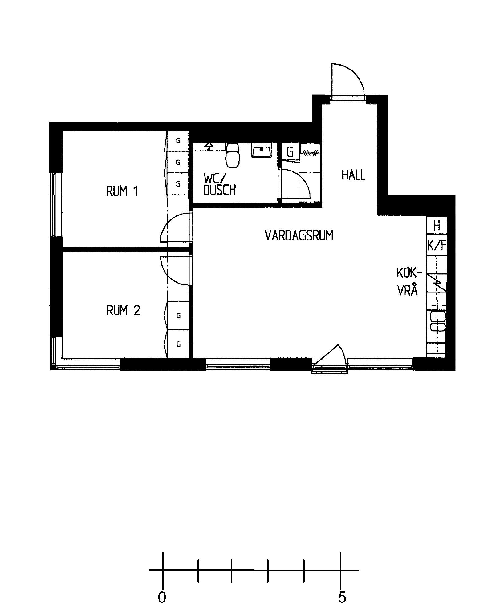 G
G
G
RUM 1
WC/
DUSCH
G
HALL
VARDAGSRUM
H
K/F
KOK-
VRÅ
RUM 2
G
G
0
5